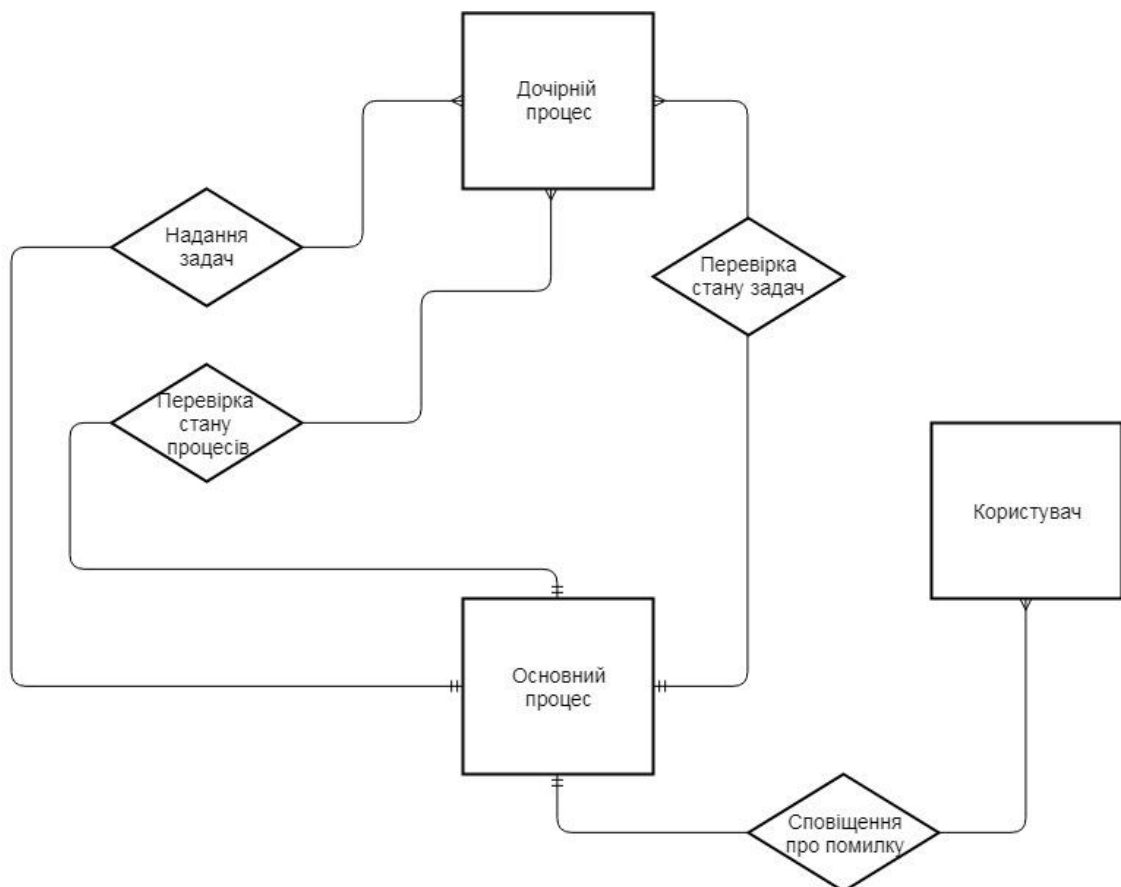 Дочірній
процес
Надання
задач
Перевірка
стану задач
Перевірка
стану
процесів
Користувач
Основний
процес
Сповіщення
про помилку